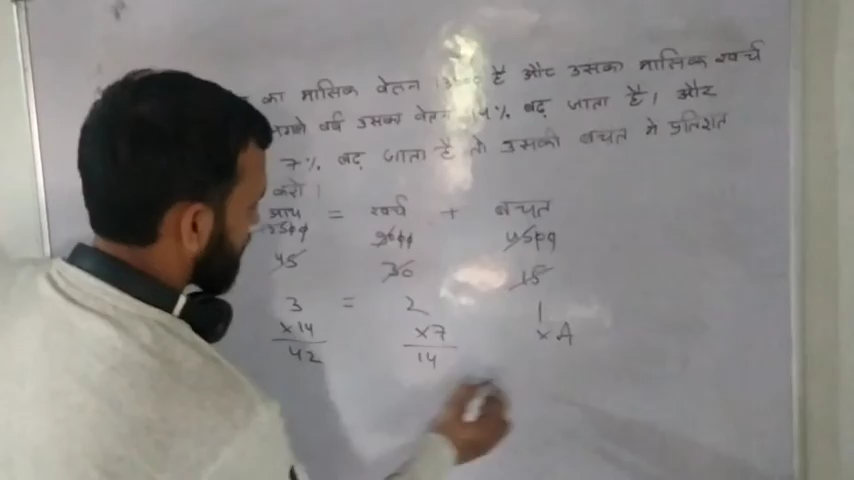 का मासिक वेतन है और उसका मासिक खर्च
वर्ष उसका वेतन 14% बढ़ जाता है। और
7% बढ़ जाता है तो उसकी बचत मे प्रतिशत
करो।
आय = खर्च + बचत
45 30 15
3 = 2 1
×14 ×7 ×A
42 14